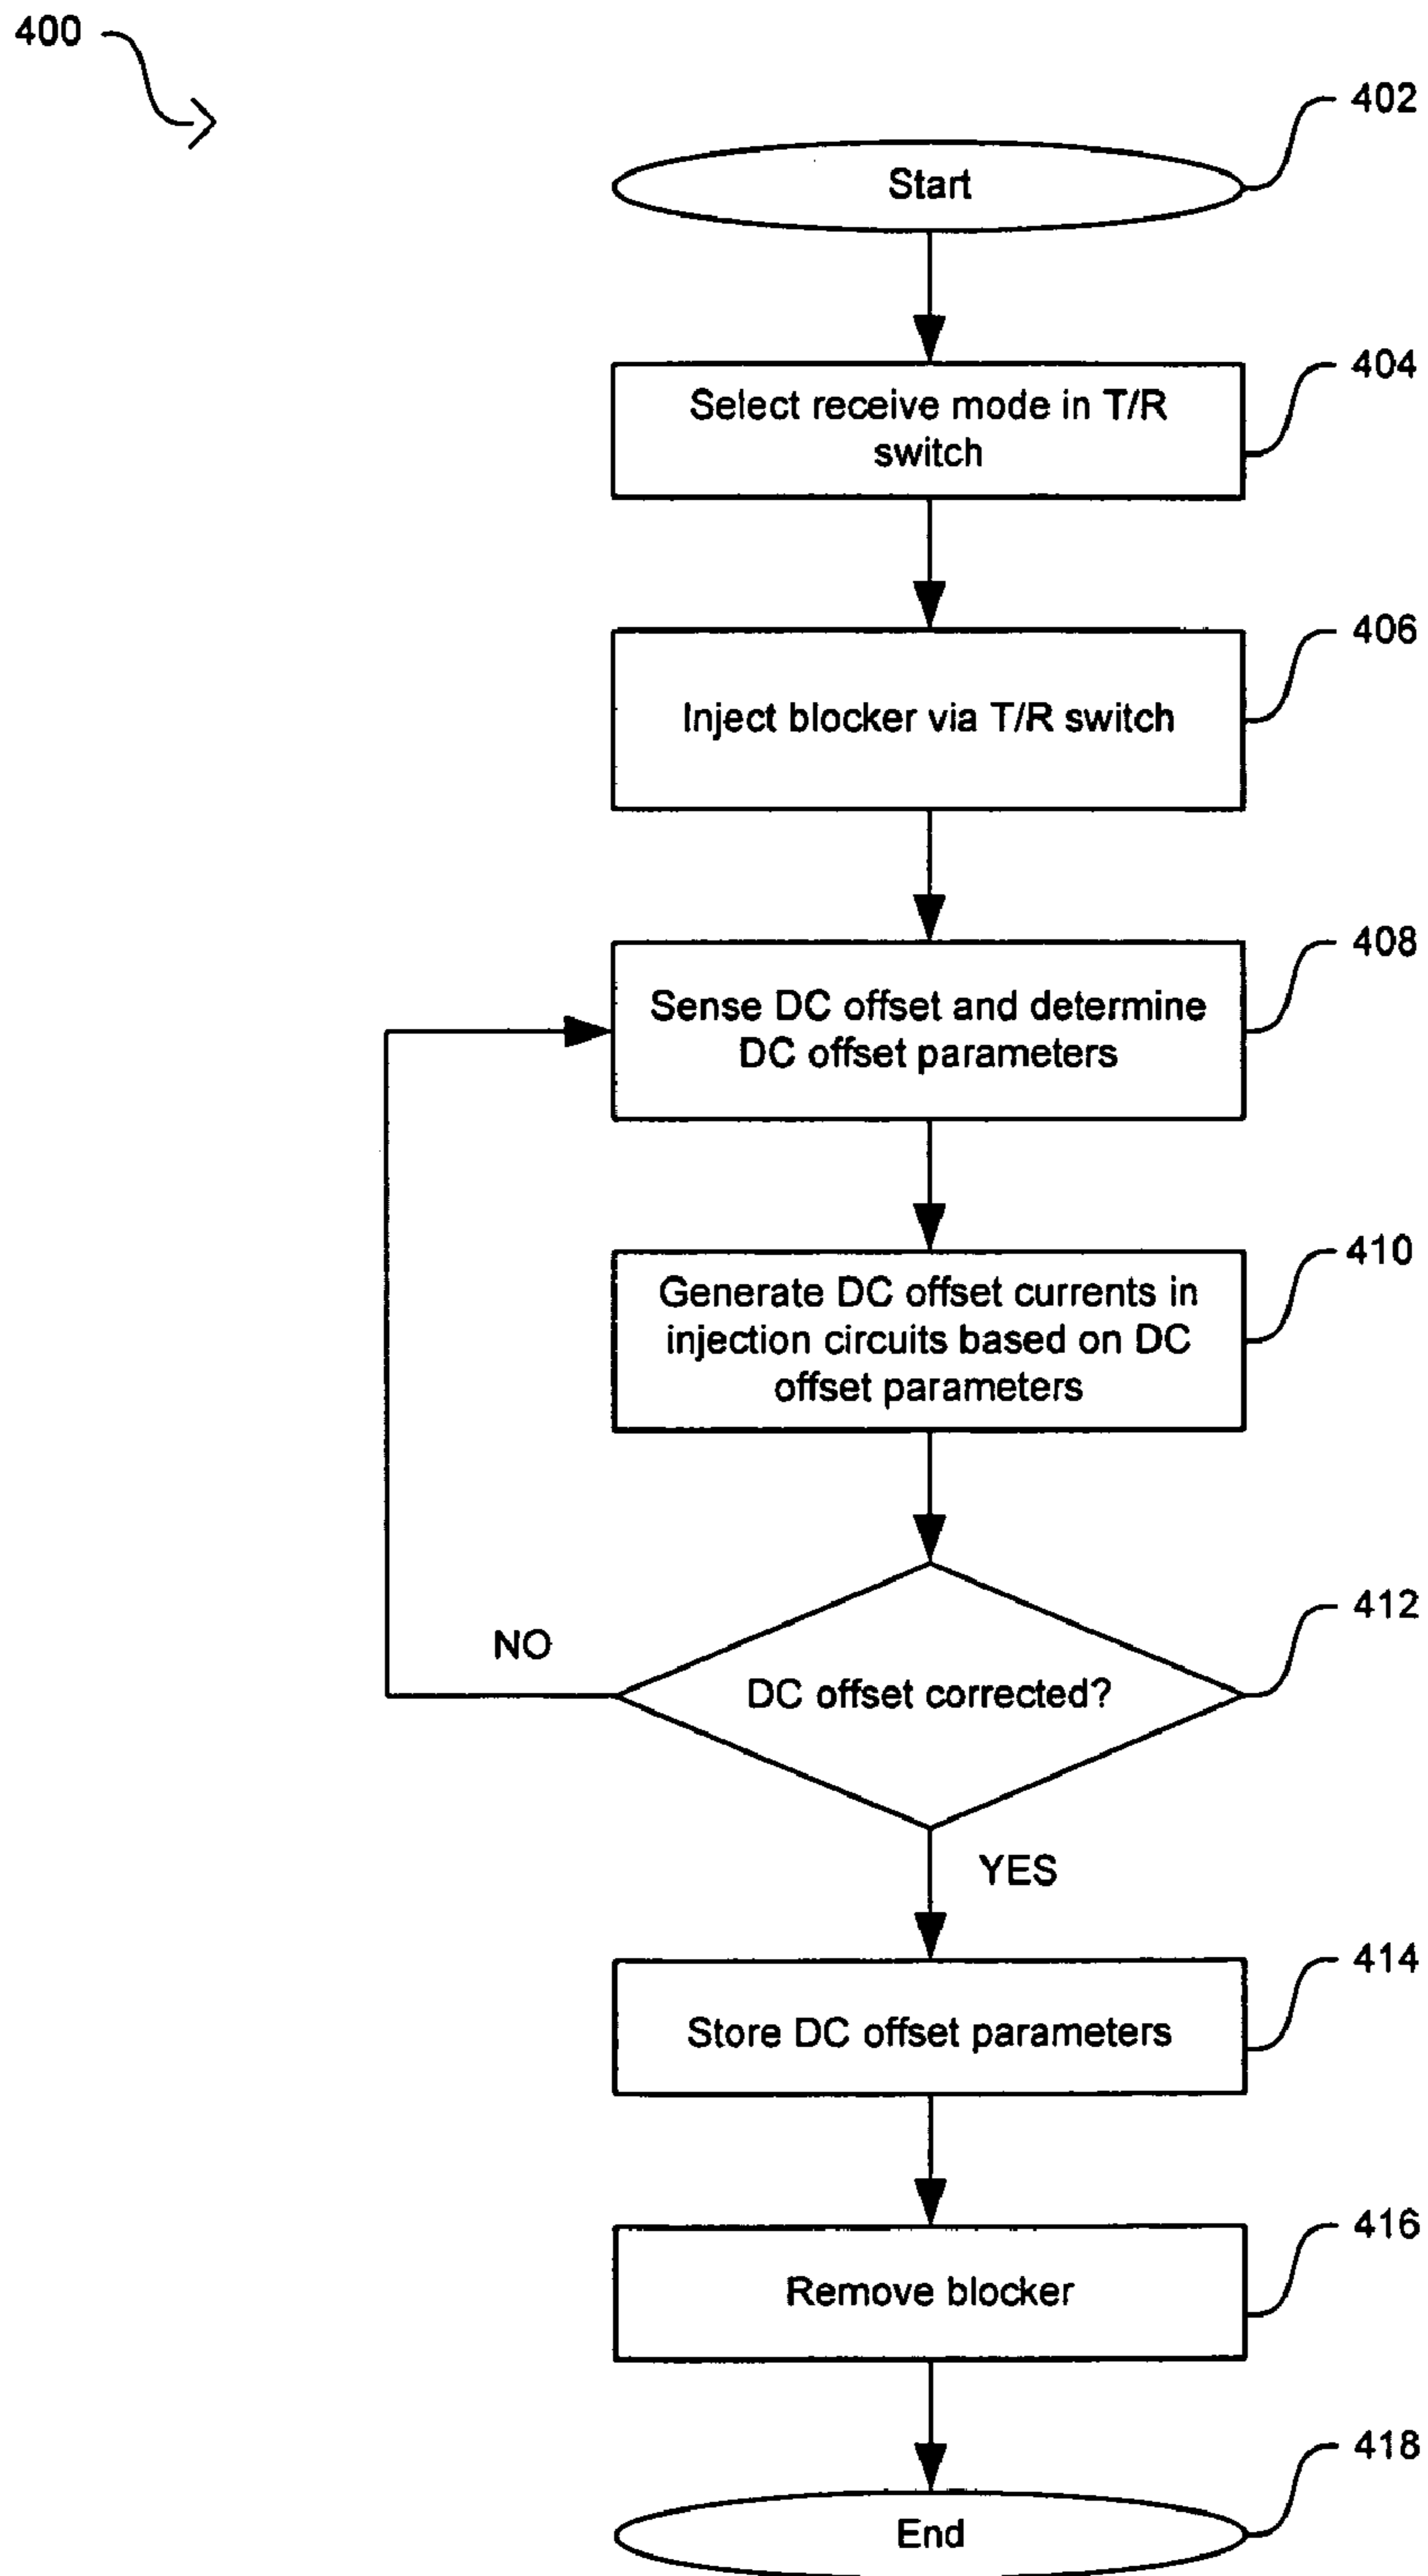 400
402
Start
404
Select receive mode in T/R
switch
406
Inject blocker via T/R switch
408
Sense DC offset and determine
DC offset parameters
410
Generate DC offset currents in
injection circuits based on DC
offset parameters
412
NO
DC offset corrected?
YES
414
Store DC offset parameters
416
Remove blocker
418
End